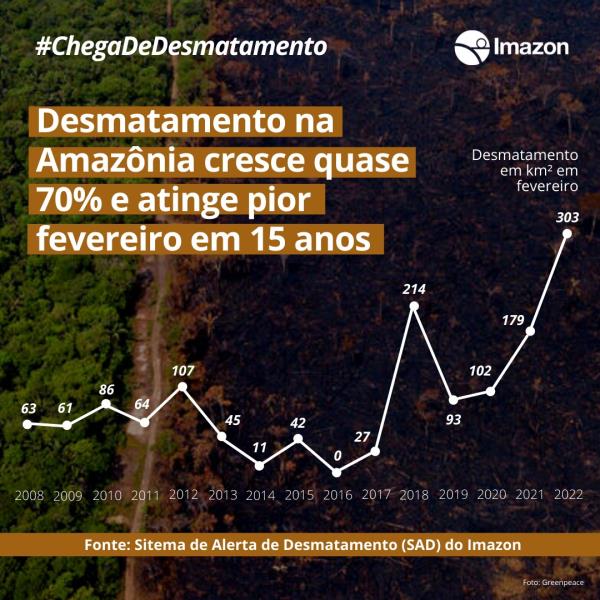 #ChegaDeDesmatamento
Imazon
Desmatamento na
Amazônia cresce quase
70% e atinge pior
fevereiro em 15 anos
Desmatamento
em km² em
fevereiro
303
214
179
107
102
86
63
61
64
45
42
93
27
11
0
2008 2009 2010 2011 2012 2013 2014 2015 2016 2017 2018 2019 2020 2021 2022
Fonte: Sitema de Alerta de Desmatamento (SAD) do Imazon
Foto: Greenpeace